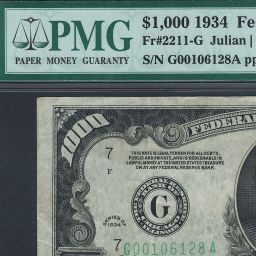 PMG
PAPER MONEY GUARANTY
$1,000 1934 Fe
Fr#2211-G Julian |
S/N G00106128A pp
1000
FEDERA
7
F
THIS NOTE IS LEGAL TENDER FOR ALL DEBTS,
PUBLIC AND PRIVATE, AND IS REDEEMABLE IN
LAWFUL MONEY AT THE UNITED STATES TREASURY,
OR AT ANY FEDERAL RESERVE BANK.
G
SERIES OF
1934
7
G00106128A